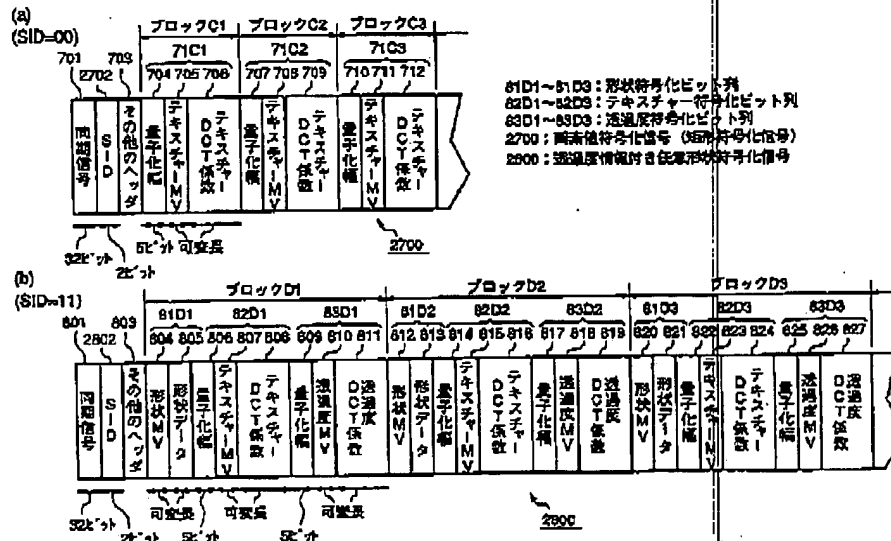 (a)
(SID=00)
ブロックC1 ブロックC2 ブロックC3
71C1 71C2 71C3
701 2702 703 704 705 706 707 708 709 710 711 712
同期信号 SID その他のヘッダ 量子化幅 テキスチャーMV テキスチャーDCT係数 量子化幅 テキスチャーMV テキスチャーDCT係数 量子化幅 テキスチャーMV テキスチャーDCT係数
32ビット 2ビット 5ビット 可変長
2700
81D1~81D3:形状符号化ビット列
82D1~82D3:テキスチャー符号化ビット列
83D1~83D3:透過度符号化ビット列
2700:画素値符号化信号(矩形符号化信号)
2800:透過度情報付き任意形状符号化信号
(b)
(SID=11)
ブロックD1 ブロックD2 ブロックD3
81D1 82D1 83D1 81D2 82D2 83D2 81D3 82D3 83D3
801 2802 803 804 805 806 807 808 809 810 811 812 813 814 815 816 817 818 819 820 821 822 823 824 825 826 827
同期信号 SID その他のヘッダ 形状MV 形状データ 量子化幅 テキスチャーMV テキスチャーDCT係数 量子化幅 透過度MV 透過度DCT係数 形状MV 形状データ 量子化幅 テキスチャーMV テキスチャーDCT係数 量子化幅 透過度MV 透過度DCT係数 形状MV 形状データ 量子化幅 テキスチャーMV テキスチャーDCT係数 量子化幅 透過度MV 透過度DCT係数
32ビット 2ビット 可変長 5ビット 可変長 5ビット 可変長
2800